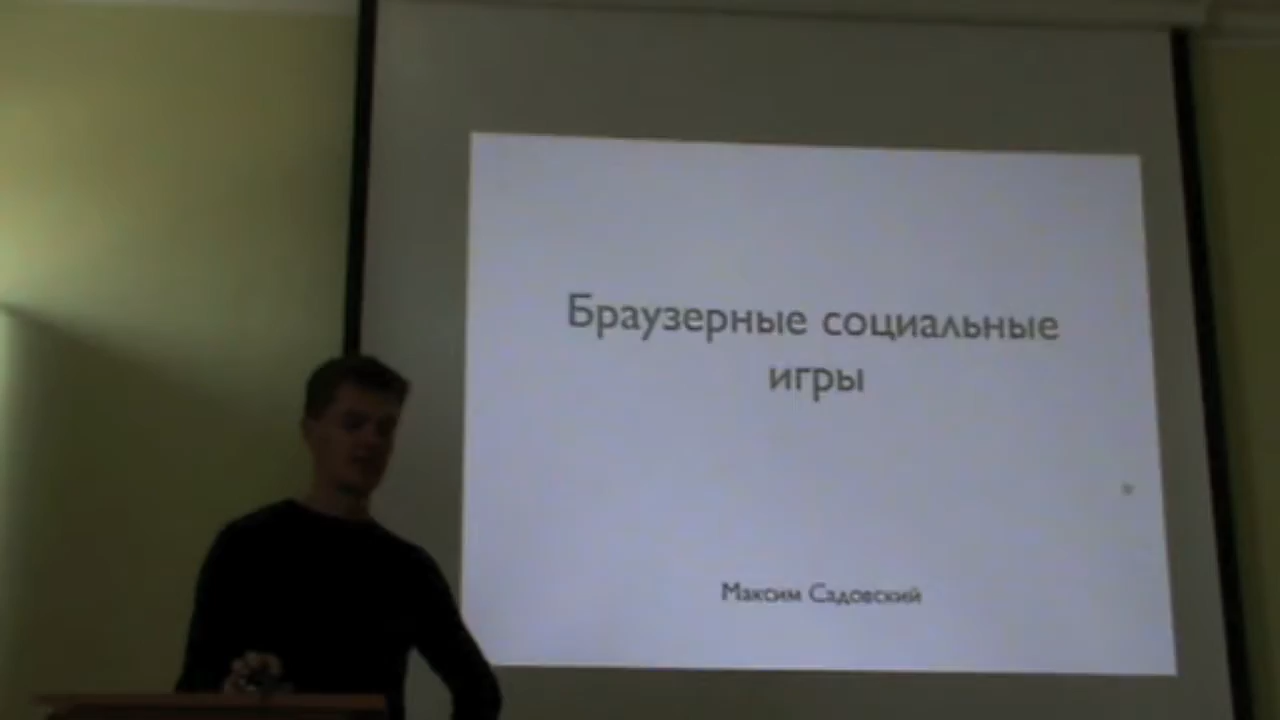 Браузерные социальные
игры
Максим Садовский